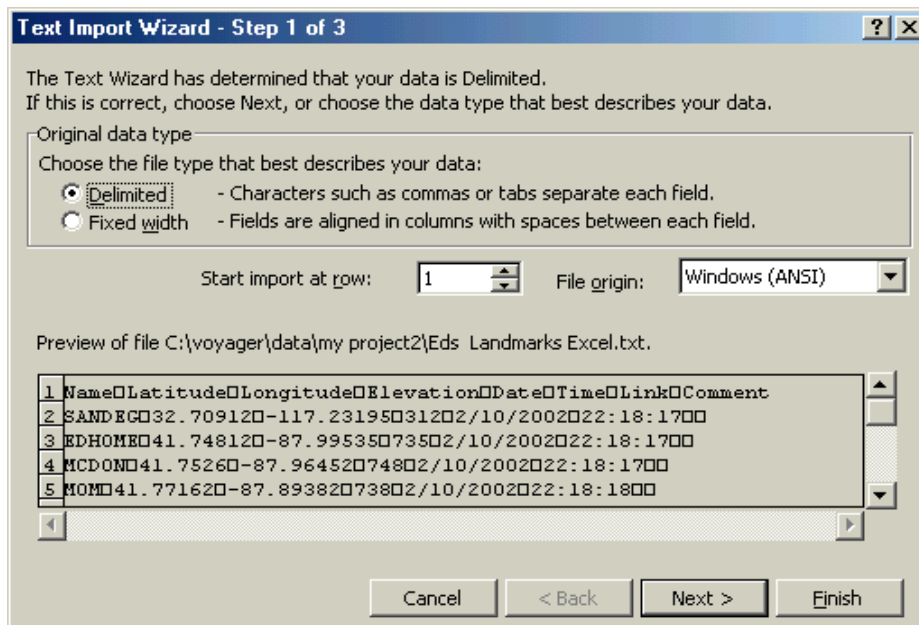 Text Import Wizard - Step 1 of 3
The Text Wizard has determined that your data is Delimited.
If this is correct, choose Next, or choose the data type that best describes your data.
Original data type
Choose the file type that best describes your data:
Delimited - Characters such as commas or tabs separate each field.
Fixed width - Fields are aligned in columns with spaces between each field.
Start import at row: 1 File origin: Windows (ANSI)
Preview of file C:\voyager\data\my project2\Eds Landmarks Excel.txt.
1 Name□Latitude□Longitude□Elevation□Date□Time□Link□Comment
2 SANDEG□32.70912□-117.23195□312□2/10/2002□22:18:17□□
3 EDHOME□41.74812□-87.99535□735□2/10/2002□22:18:17□□
4 MCDON□41.7526□-87.96452□748□2/10/2002□22:18:17□□
5 MOM□41.77162□-87.89382□738□2/10/2002□22:18:18□□
Cancel < Back Next > Finish